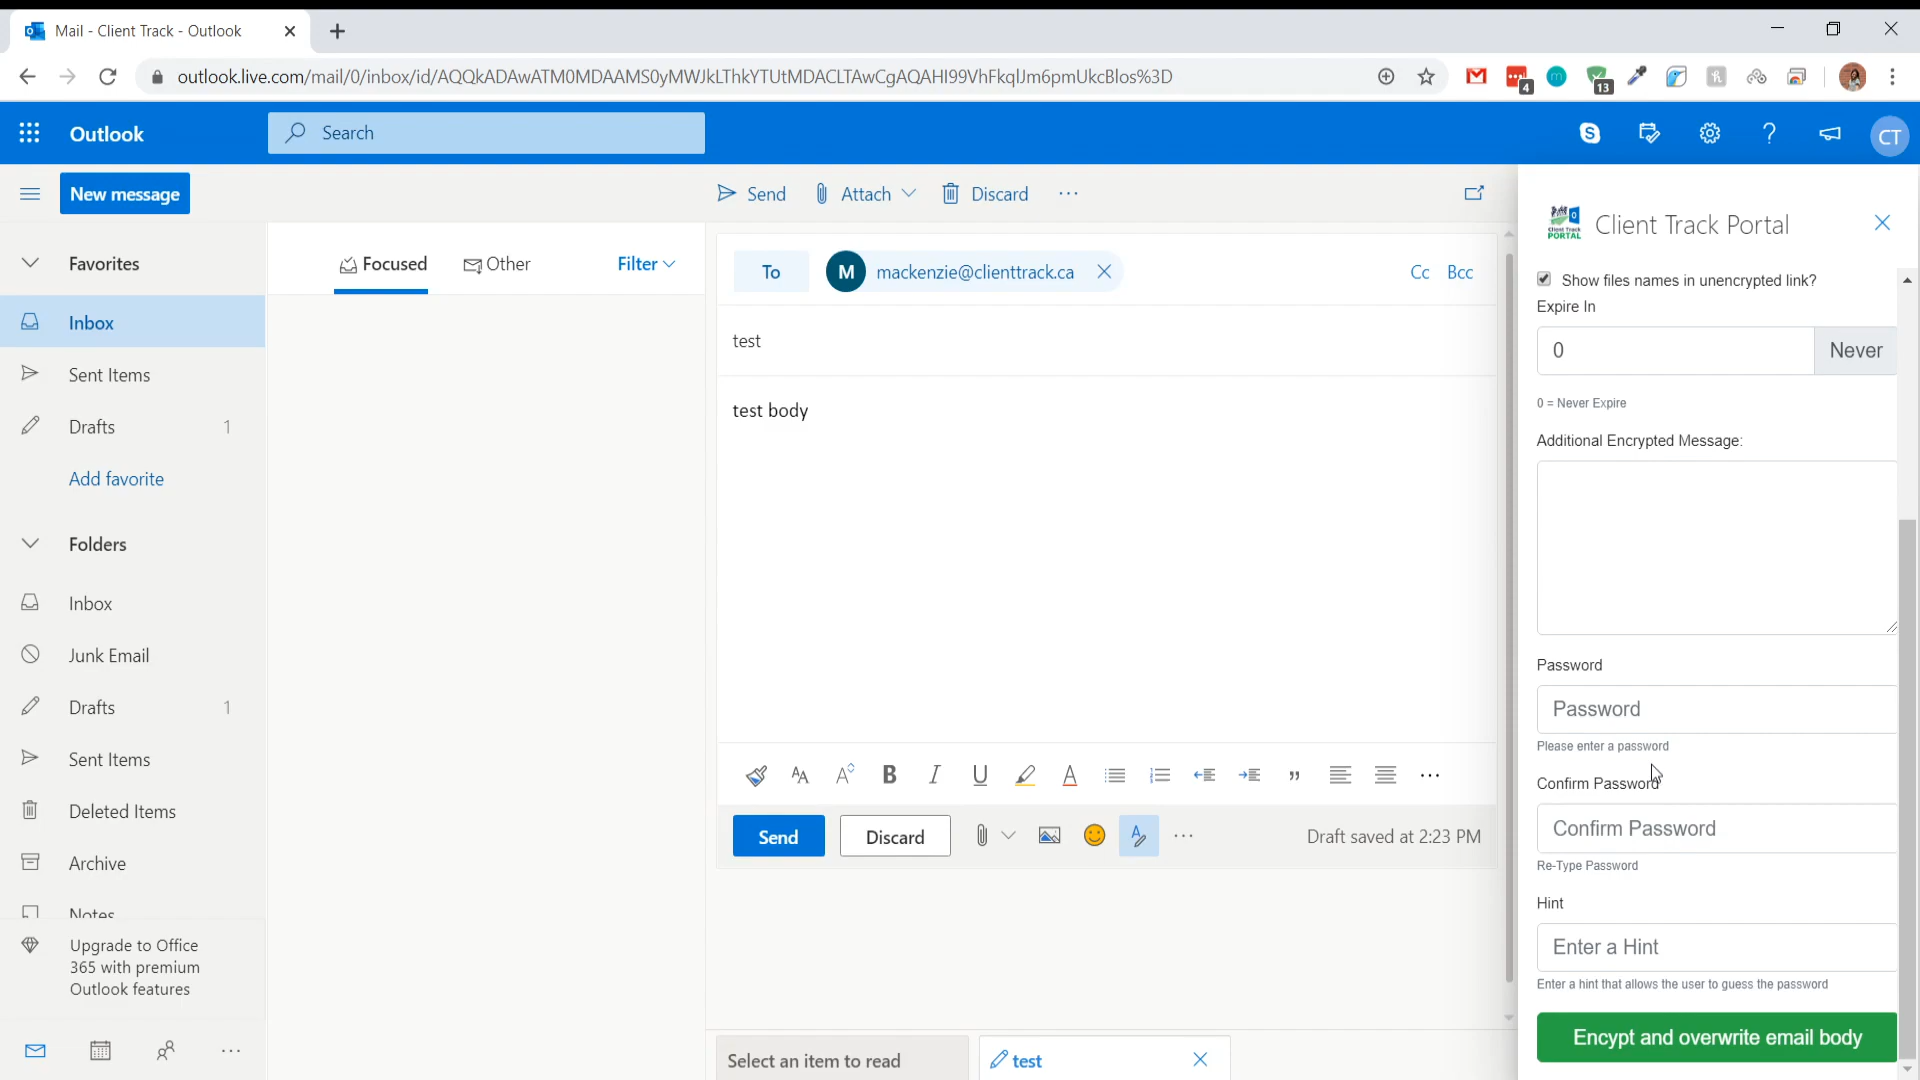 Mail - Client Track - Outlook
outlook.live.com/mail/0/inbox/id/AQQkADAwATM0MDAAMS0yMWJkLThkYTUtMDACLTAwCgAQAHI99VhFkqlJm6pmUkcBlos%3D
4
13
Outlook
Search
CT
New message
Send
Attach
Discard
Client Track Portal
PORTAL
Favorites
Inbox
Sent Items
Drafts 1
Add favorite
Folders
Inbox
Junk Email
Drafts 1
Sent Items
Deleted Items
Archive
Notes
Upgrade to Office
365 with premium
Outlook features
Focused
Other
Filter
To
M
mackenzie@clienttrack.ca
Cc
Bcc
test
test body
Send
Discard
Draft saved at 2:23 PM
Select an item to read
test
Show files names in unencrypted link?
Expire In
0
Never
0 = Never Expire
Additional Encrypted Message:
Password
Password
Please enter a password
Confirm Password
Confirm Password
Re-Type Password
Hint
Enter a Hint
Enter a hint that allows the user to guess the password
Encypt and overwrite email body